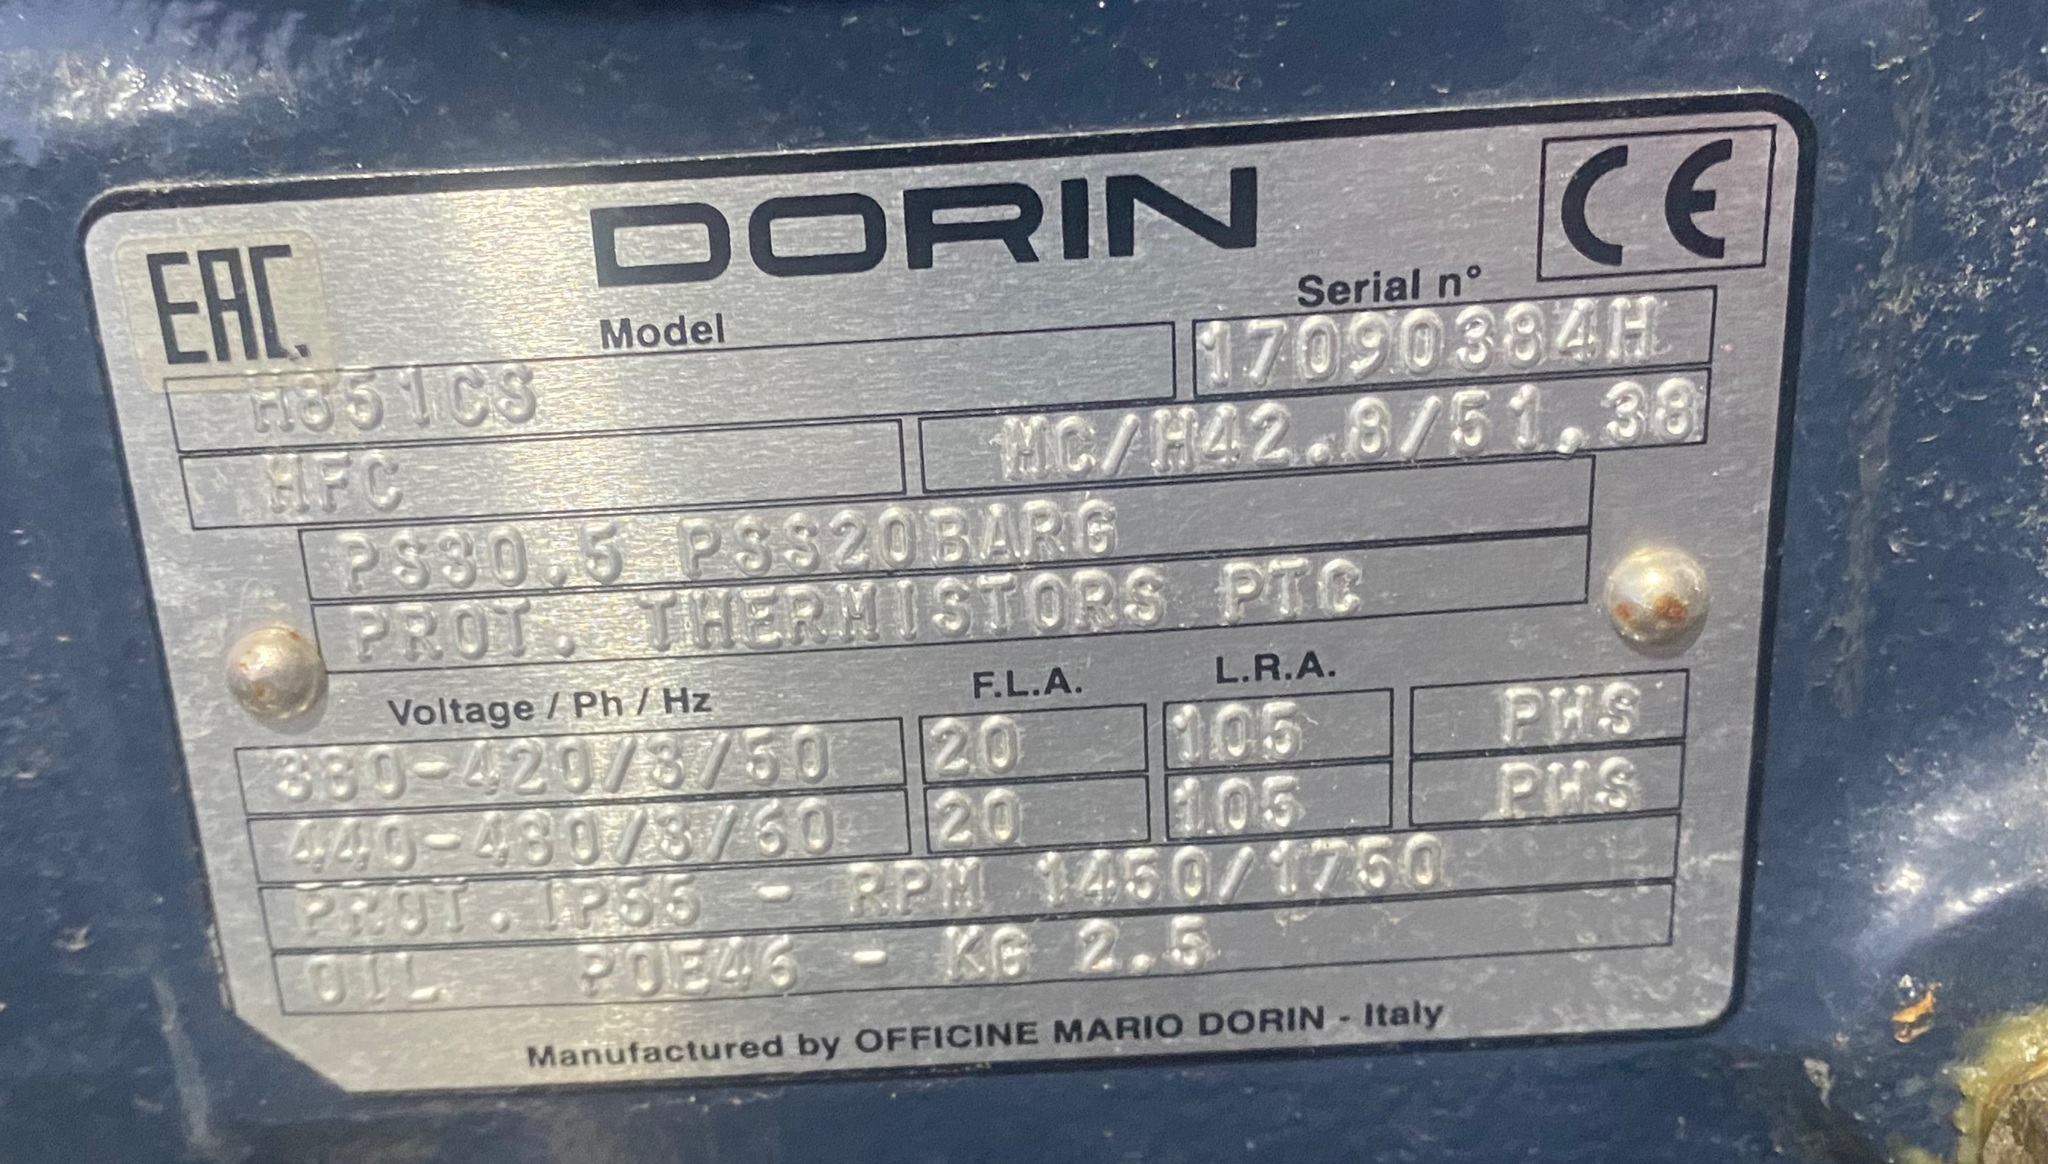 DORIN
CE
EAC
Model
Serial n°
H851CS
17090384H
HFC
MC/H42.8/51.38
PS30.5 PSS20BARG
PROT. THERMISTORS PTC
Voltage / Ph / Hz
F.L.A.
L.R.A.
380-420/3/50 20 105 PWS
440-480/3/60 20 105 PWS
PROT.IP55 - RPM 1450/1750
OIL POE46 - KG 2.5
Manufactured by OFFICINE MARIO DORIN - Italy